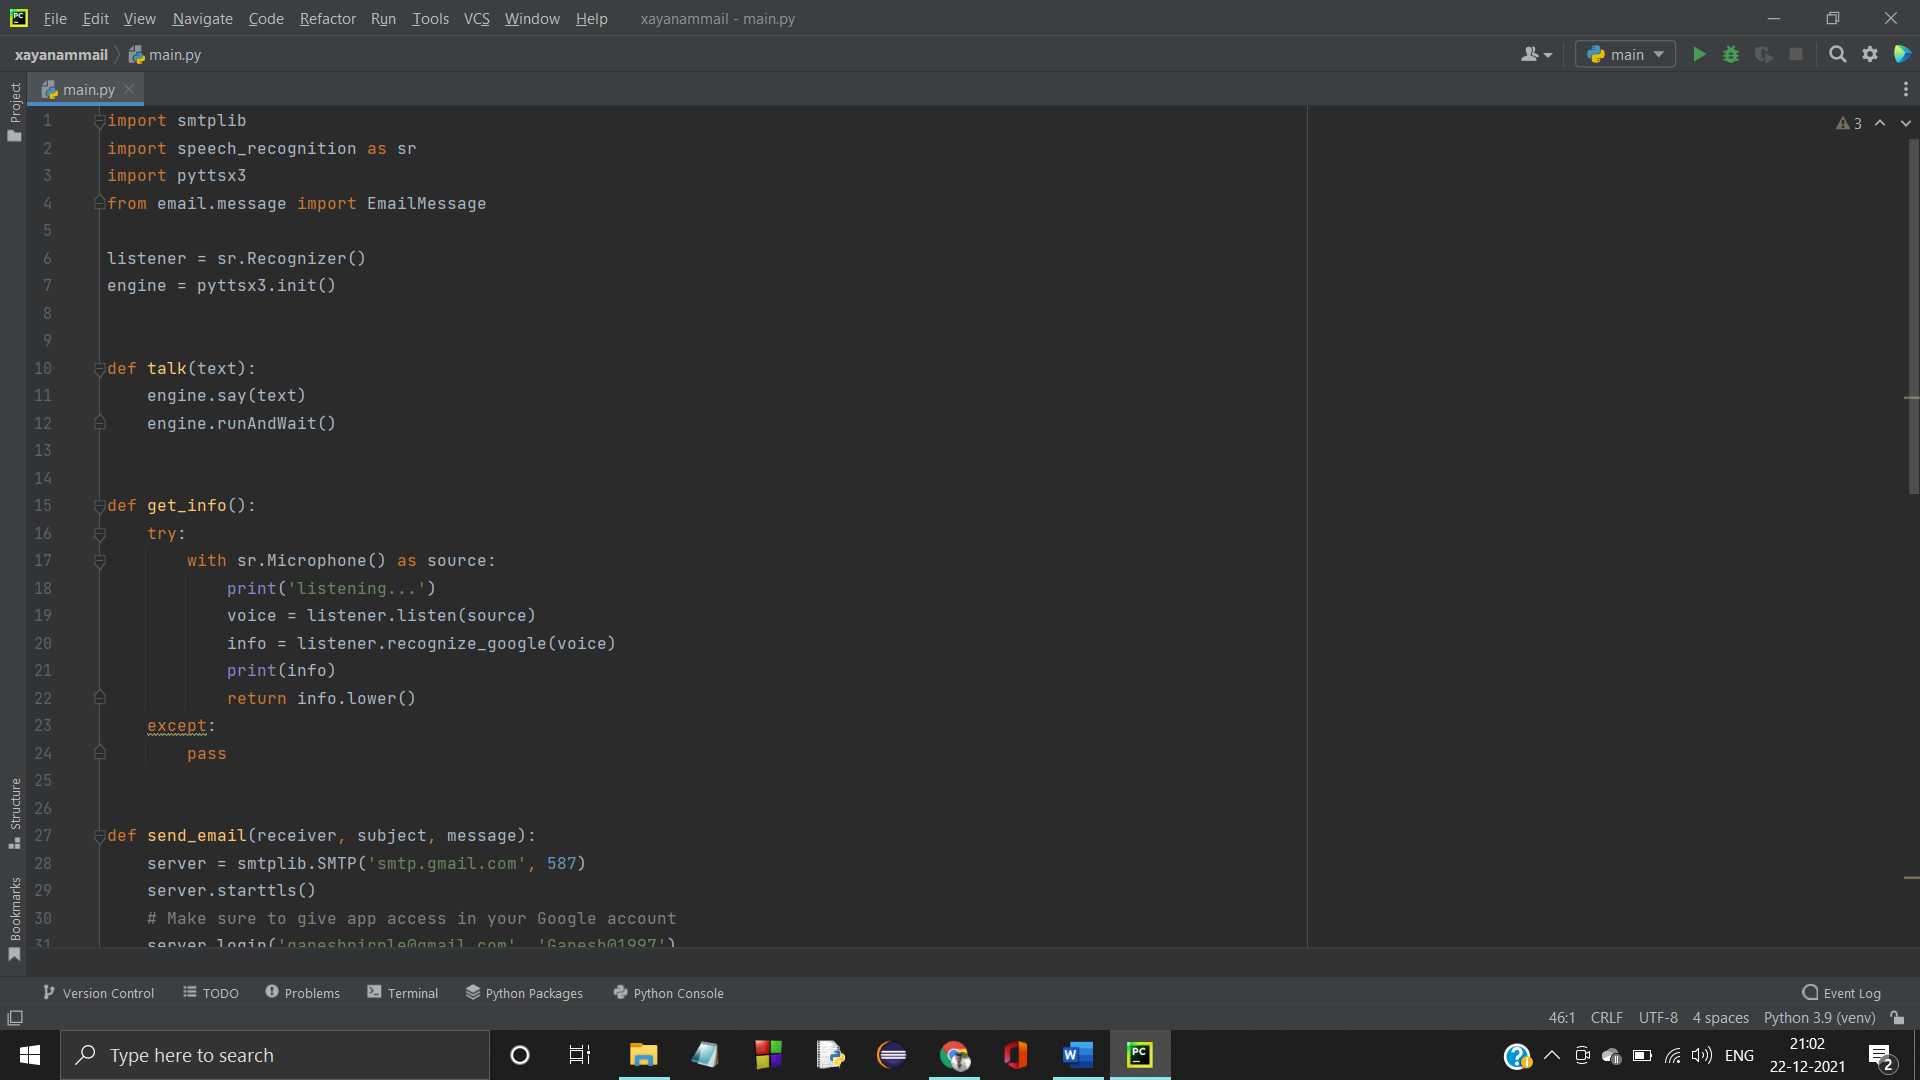 File Edit View Navigate Code Refactor Run Tools VCS Window Help xayanammail - main.py
xayanammail main.py main
Project
main.py
3
1 import smtplib
2 import speech_recognition as sr
3 import pyttsx3
4 from email.message import EmailMessage
5
6 listener = sr.Recognizer()
7 engine = pyttsx3.init()
8
9
10 def talk(text):
11 engine.say(text)
12 engine.runAndWait()
13
14
15 def get_info():
16 try:
17 with sr.Microphone() as source:
18 print('listening...')
19 voice = listener.listen(source)
20 info = listener.recognize_google(voice)
21 print(info)
22 return info.lower()
23 except:
24 pass
25
26
27 def send_email(receiver, subject, message):
28 server = smtplib.SMTP('smtp.gmail.com', 587)
29 server.starttls()
30 # Make sure to give app access in your Google account
31 server.login('ganeshnirple@gmail.com', 'Ganesh@1997')
Structure
Bookmarks
Version Control TODO Problems Terminal Python Packages Python Console Event Log
46:1 CRLF UTF-8 4 spaces Python 3.9 (venv)
Type here to search ENG 21:02
22-12-2021 2